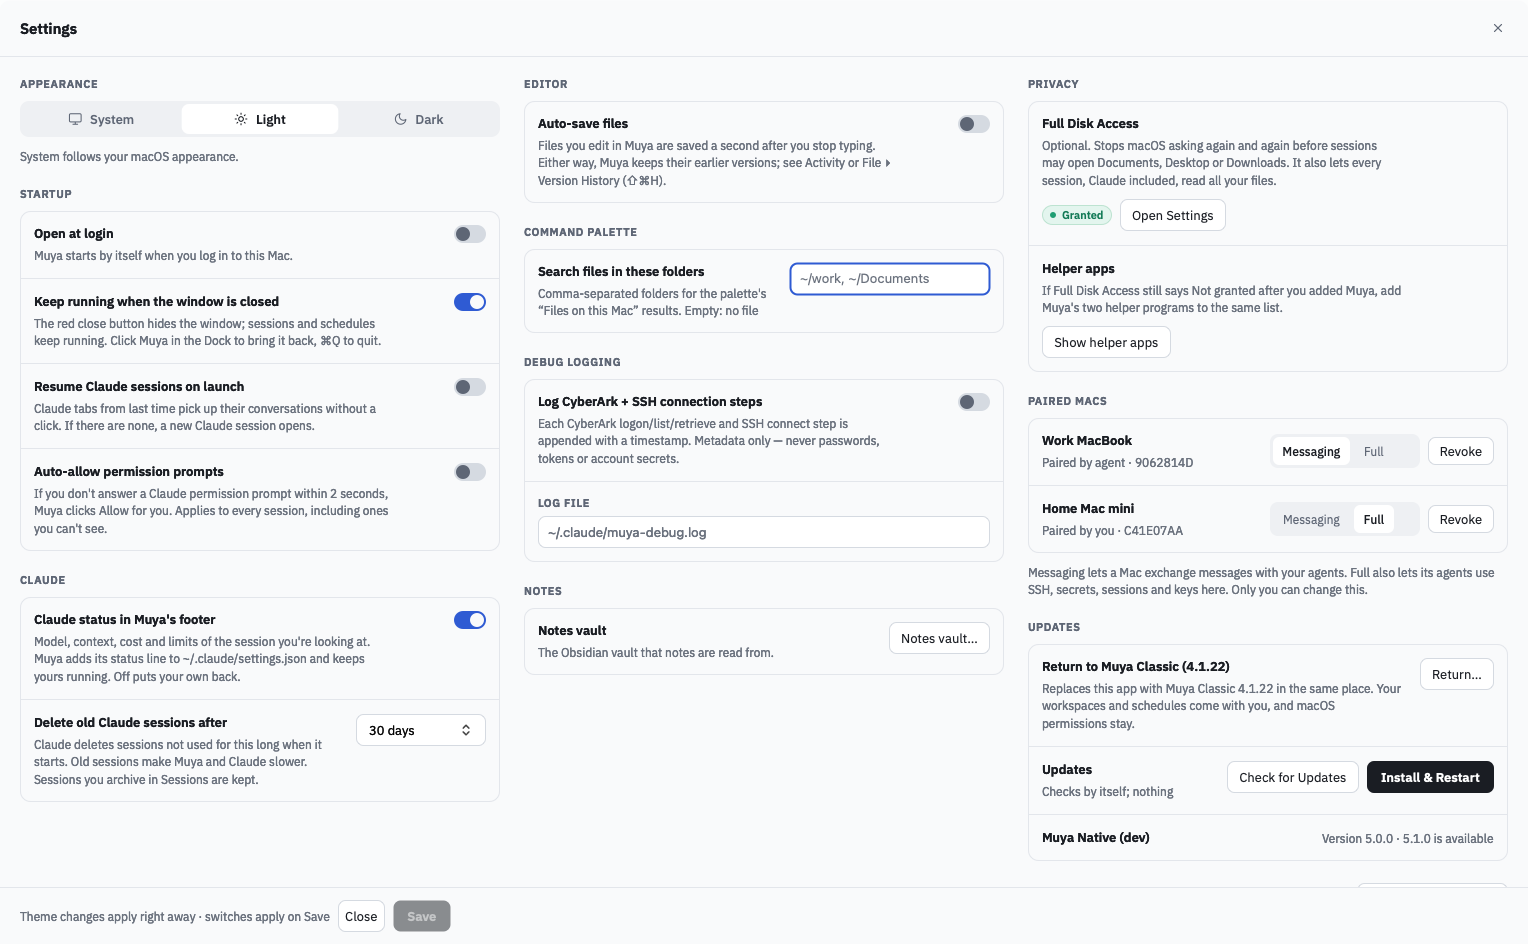 Settings
APPEARANCE
System
Light
Dark
System follows your macOS appearance.
STARTUP
Open at login
Muya starts by itself when you log in to this Mac.
Keep running when the window is closed
The red close button hides the window; sessions and schedules
keep running. Click Muya in the Dock to bring it back, ⌘Q to quit.
Resume Claude sessions on launch
Claude tabs from last time pick up their conversations without a
click. If there are none, a new Claude session opens.
Auto-allow permission prompts
If you don't answer a Claude permission prompt within 2 seconds,
Muya clicks Allow for you. Applies to every session, including ones
you can't see.
CLAUDE
Claude status in Muya's footer
Model, context, cost and limits of the session you're looking at.
Muya adds its status line to ~/.claude/settings.json and keeps
yours running. Off puts your own back.
Delete old Claude sessions after
30 days
Claude deletes sessions not used for this long when it
starts. Old sessions make Muya and Claude slower.
Sessions you archive in Sessions are kept.
EDITOR
Auto-save files
Files you edit in Muya are saved a second after you stop typing.
Either way, Muya keeps their earlier versions; see Activity or File ▸
Version History (⇧⌘H).
COMMAND PALETTE
Search files in these folders
~/work, ~/Documents
Comma-separated folders for the palette's
“Files on this Mac” results. Empty: no file
DEBUG LOGGING
Log CyberArk + SSH connection steps
Each CyberArk logon/list/retrieve and SSH connect step is
appended with a timestamp. Metadata only — never passwords,
tokens or account secrets.
LOG FILE
~/.claude/muya-debug.log
NOTES
Notes vault
The Obsidian vault that notes are read from.
Notes vault...
PRIVACY
Full Disk Access
Optional. Stops macOS asking again and again before sessions
may open Documents, Desktop or Downloads. It also lets every
session, Claude included, read all your files.
Granted
Open Settings
Helper apps
If Full Disk Access still says Not granted after you added Muya, add
Muya's two helper programs to the same list.
Show helper apps
PAIRED MACS
Work MacBook
Paired by agent · 9062814D
Messaging
Full
Revoke
Home Mac mini
Paired by you · C41E07AA
Messaging
Full
Revoke
Messaging lets a Mac exchange messages with your agents. Full also lets its agents use
SSH, secrets, sessions and keys here. Only you can change this.
UPDATES
Return to Muya Classic (4.1.22)
Replaces this app with Muya Classic 4.1.22 in the same place. Your
workspaces and schedules come with you, and macOS
permissions stay.
Return...
Updates
Checks by itself; nothing
Check for Updates
Install & Restart
Muya Native (dev)
Version 5.0.0 · 5.1.0 is available
Theme changes apply right away · switches apply on Save
Close
Save